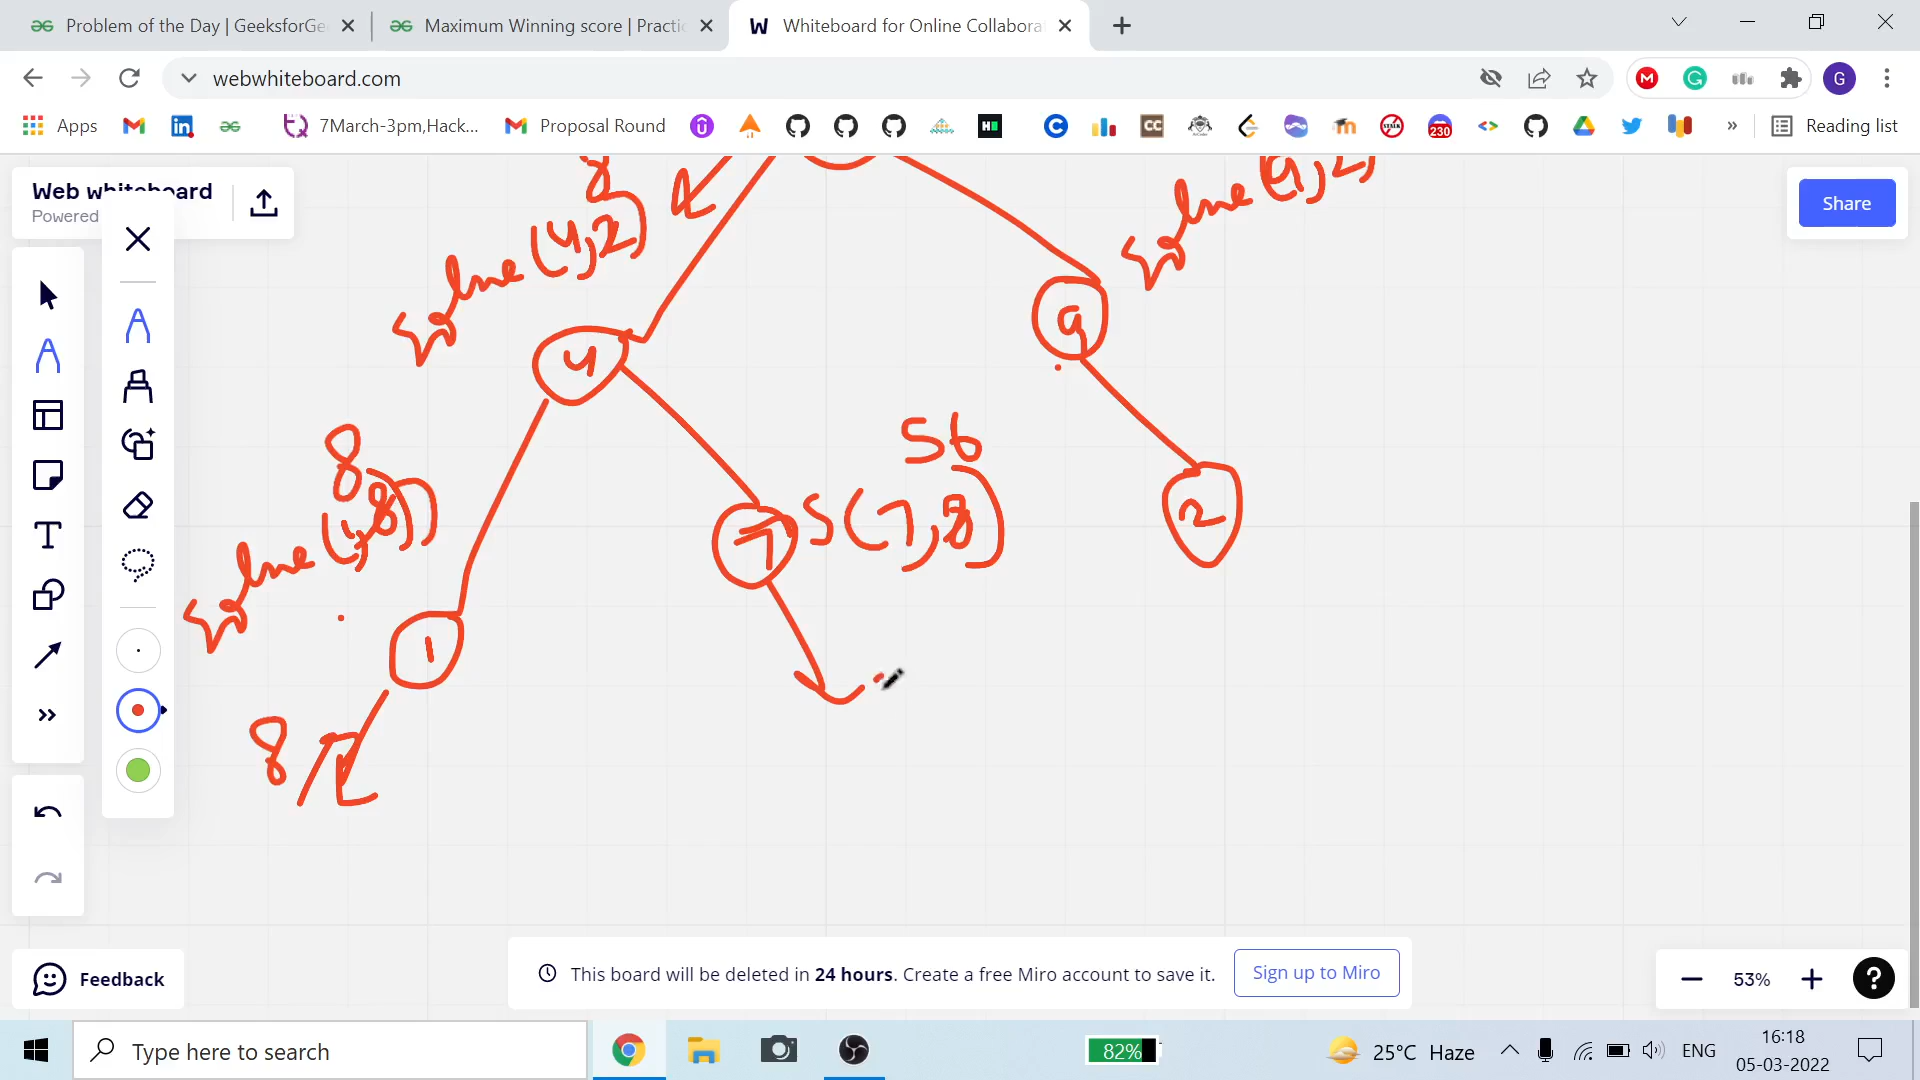 Problem of the Day | GeeksforGe
Maximum Winning score | Practi
Whiteboard for Online Collabora
webwhiteboard.com
G
Apps
7March-3pm,Hack...
Proposal Round
CC
230
»
Reading list
Web whiteboard
Powered
Share
8
solve(4,2)
solve(9,2)
4
9
8
solve(1,8)
56
7
S(7,8)
2
1
8
T
Feedback
This board will be deleted in 24 hours. Create a free Miro account to save it.
Sign up to Miro
53%
?
Type here to search
82%
25°C Haze
ENG
16:18
05-03-2022